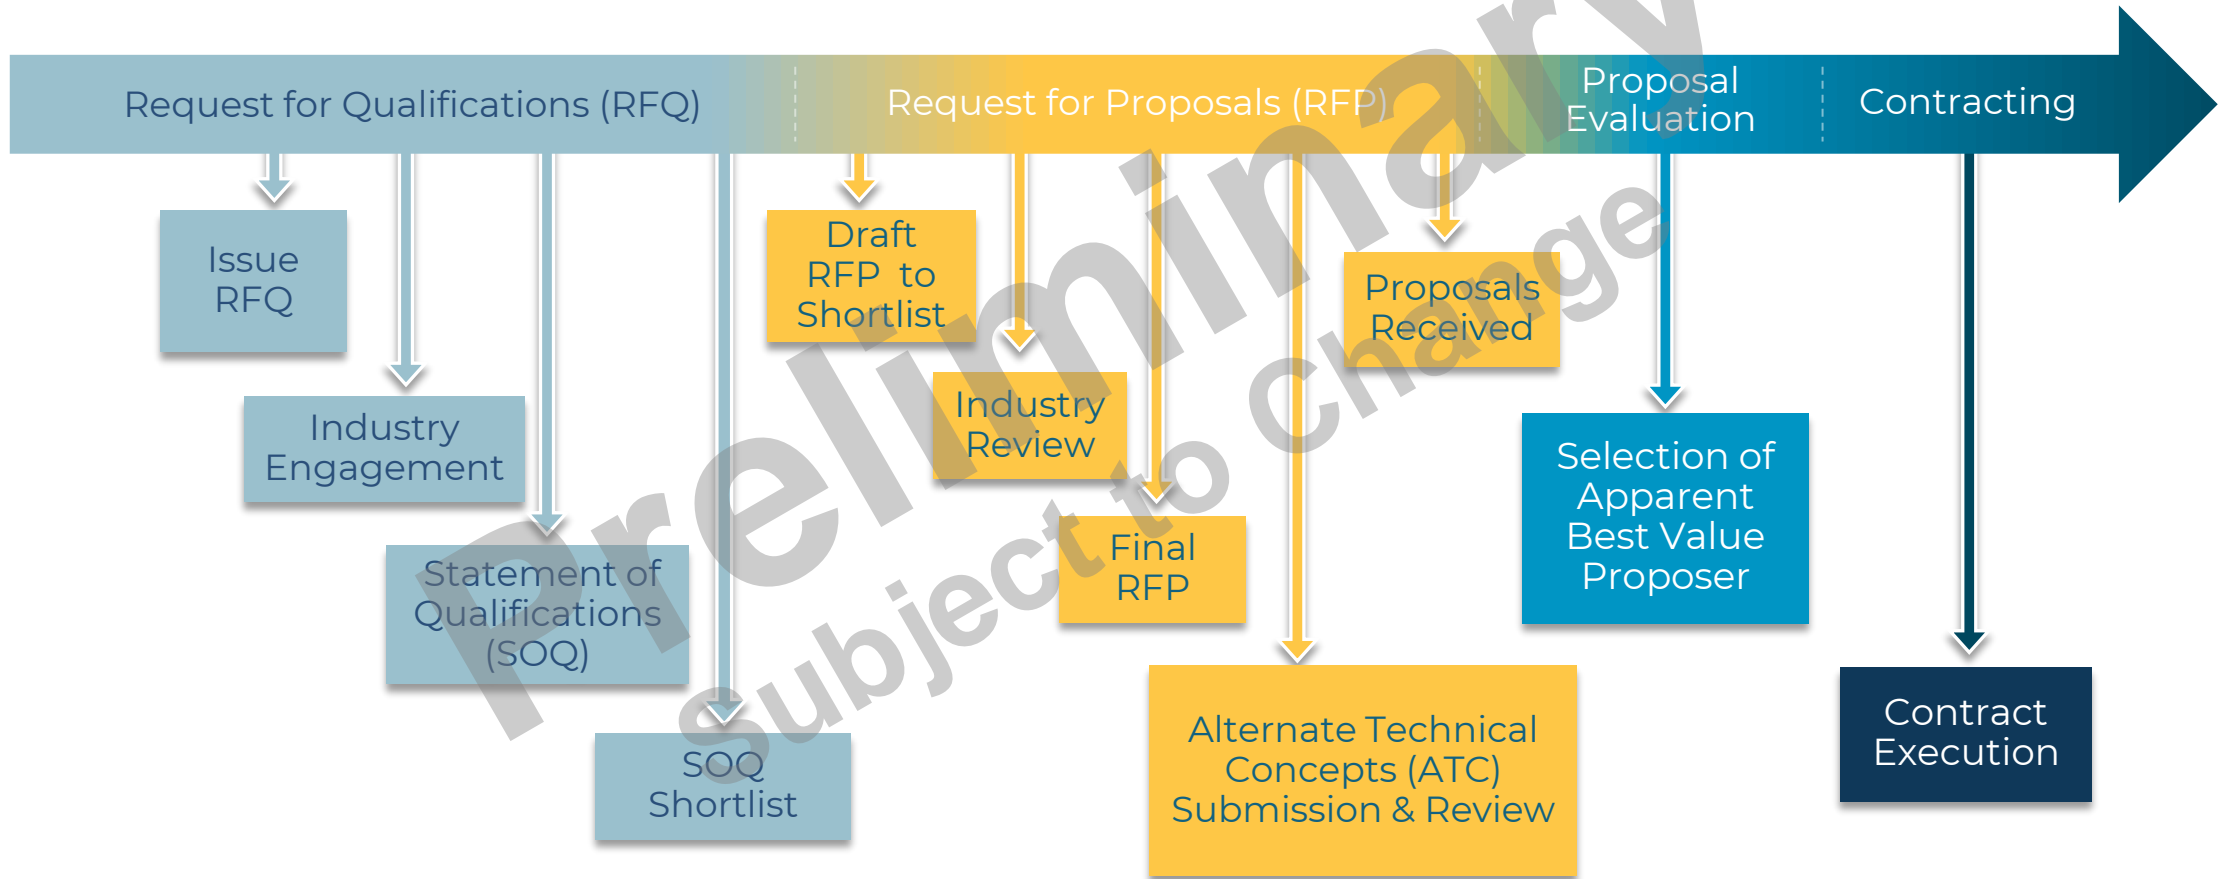 Request for Qualifications (RFQ)
Request for Proposals (RFP)
Proposal
Evaluation
Contracting
Issue
RFQ
Industry
Engagement
Statement of
Qualifications
(SOQ)
SOQ
Shortlist
Draft
RFP to
Shortlist
Industry
Review
Final
RFP
Alternate Technical
Concepts (ATC)
Submission & Review
Proposals
Received
Selection of
Apparent
Best Value
Proposer
Contract
Execution
Preliminary
Subject to Change